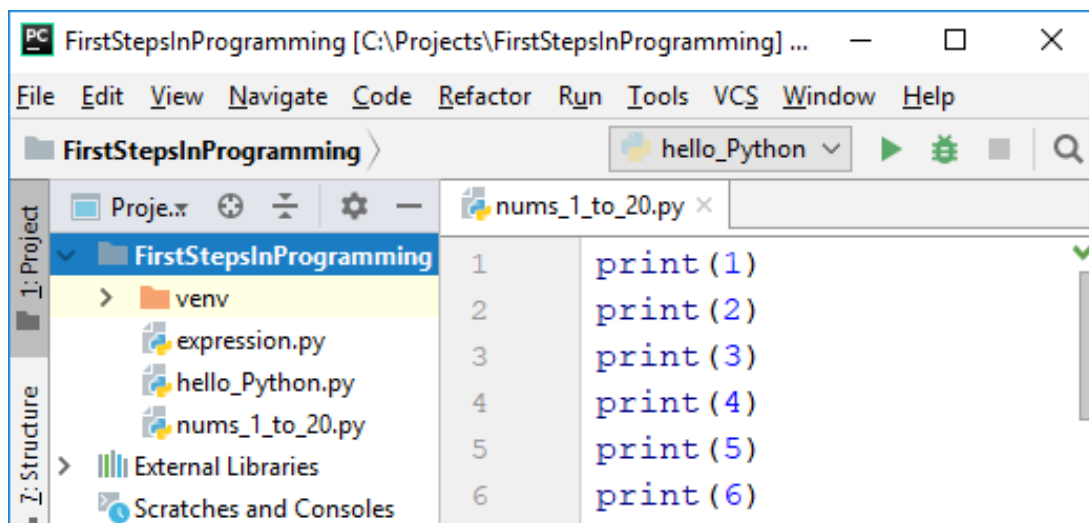 PC FirstStepsInProgramming [C:\Projects\FirstStepsInProgramming] ...
File Edit View Navigate Code Refactor Run Tools VCS Window Help
FirstStepsInProgramming hello_Python
1: Project
Proje..
nums_1_to_20.py
FirstStepsInProgramming
venv
expression.py
hello_Python.py
nums_1_to_20.py
External Libraries
Scratches and Consoles
7: Structure
1 print(1)
2 print(2)
3 print(3)
4 print(4)
5 print(5)
6 print(6)